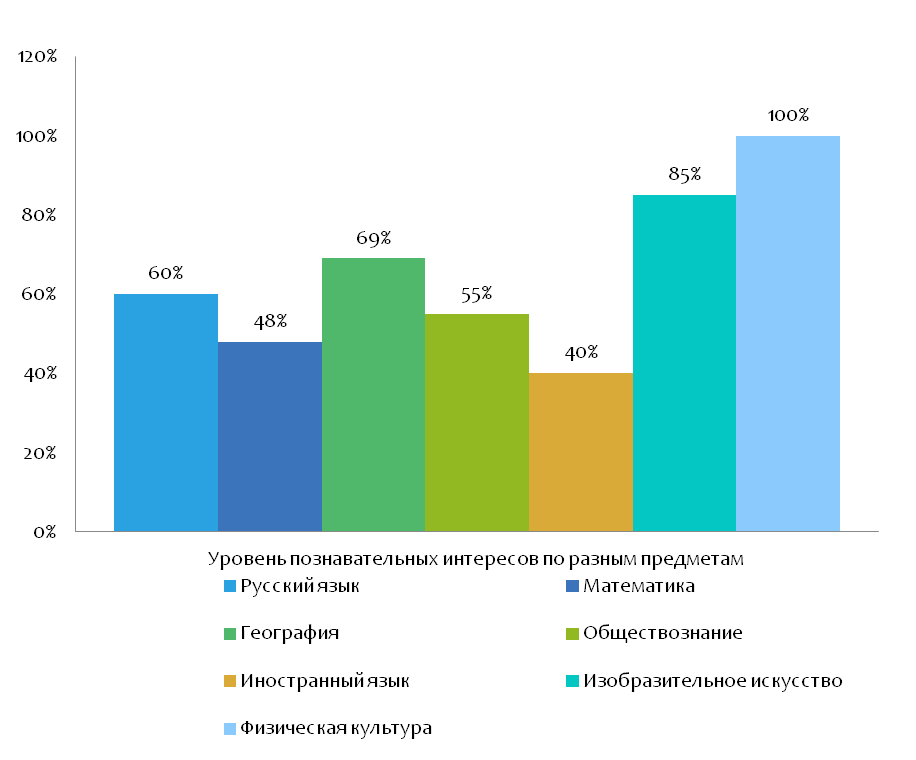 120%
100%
80%
60%
40%
20%
0%
60%
48%
69%
55%
40%
85%
100%
Уровень познавательных интересов по разным предметам
Русский язык
Математика
География
Обществознание
Иностранный язык
Изобразительное искусство
Физическая культура